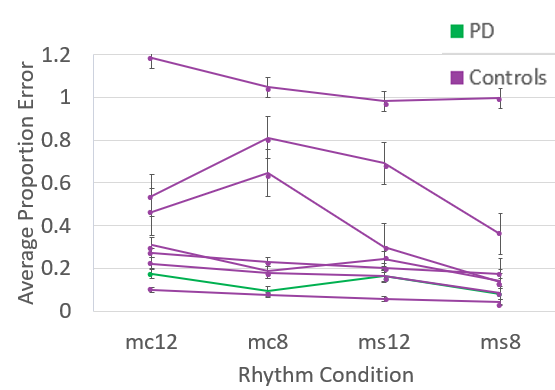 PD
Controls
1.2
1
0.8
0.6
0.4
0.2
0
Average Proportion Error
mc12 mc8 ms12 ms8
Rhythm Condition